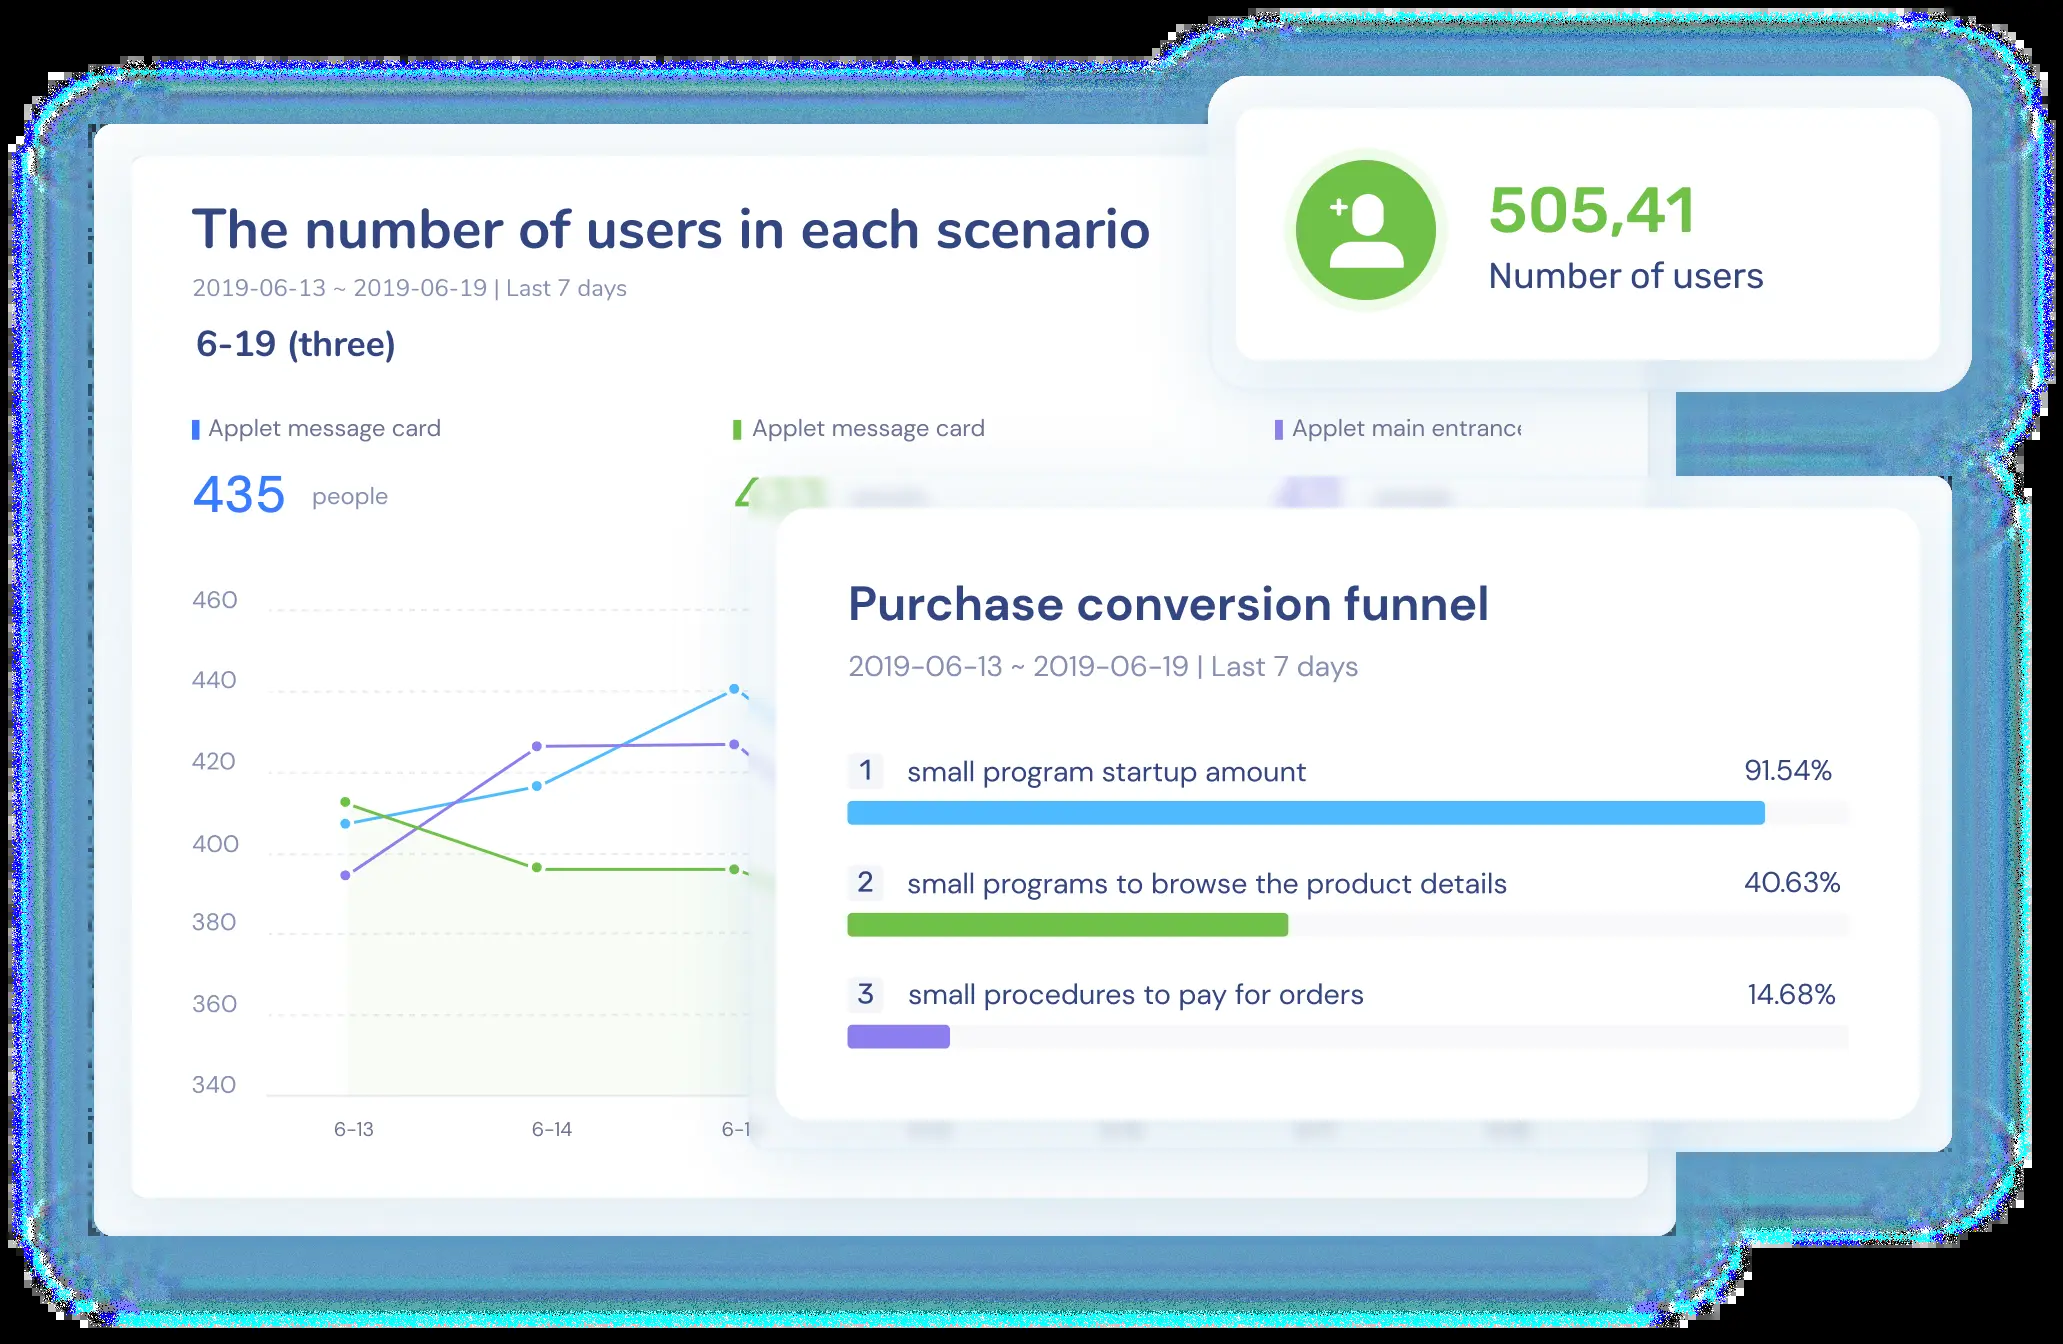 The number of users in each scenario
2019-06-13 ~ 2019-06-19 | Last 7 days
6-19 (three)
505,41
Number of users
Applet message card
Applet message card
Applet main entrance
435 people
460
440
420
400
380
360
340
6-13
6-14
Purchase conversion funnel
2019-06-13 ~ 2019-06-19 | Last 7 days
1 small program startup amount 91.54%
2 small programs to browse the product details 40.63%
3 small procedures to pay for orders 14.68%